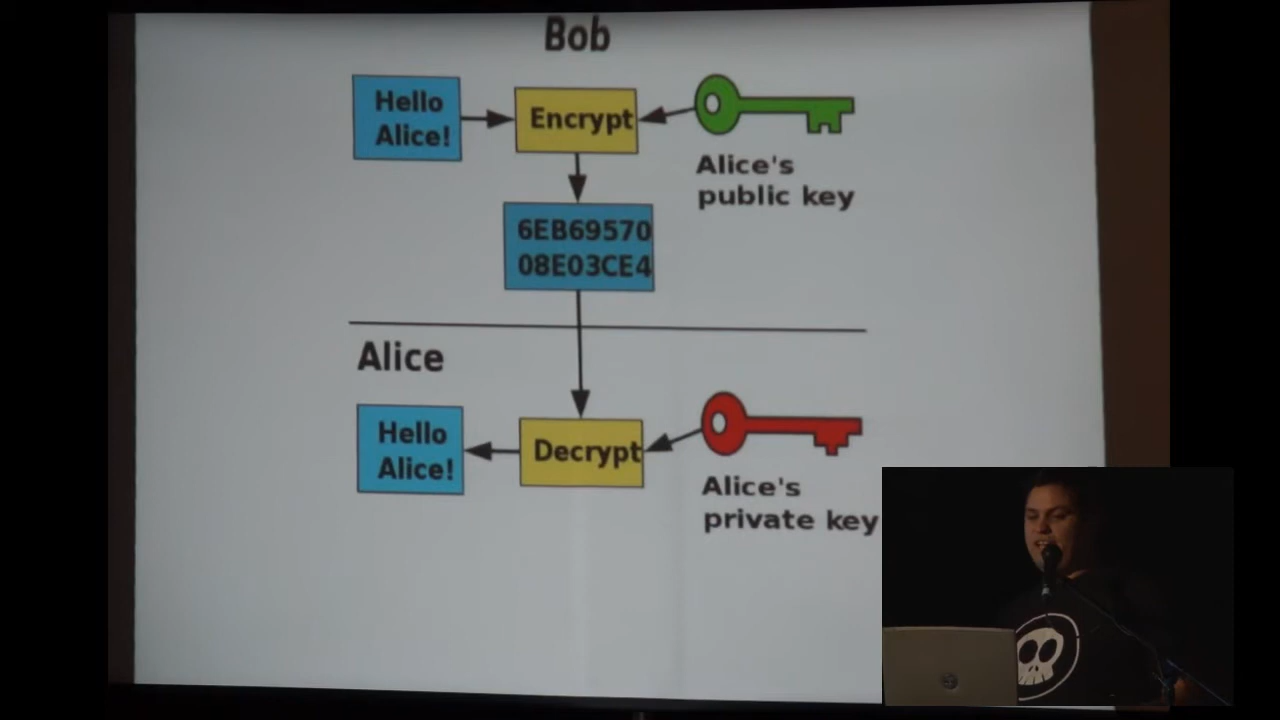 Bob
Hello
Alice!
Encrypt
Alice's
public key
6EB69570
08E03CE4
Alice
Hello
Alice!
Decrypt
Alice's
private key